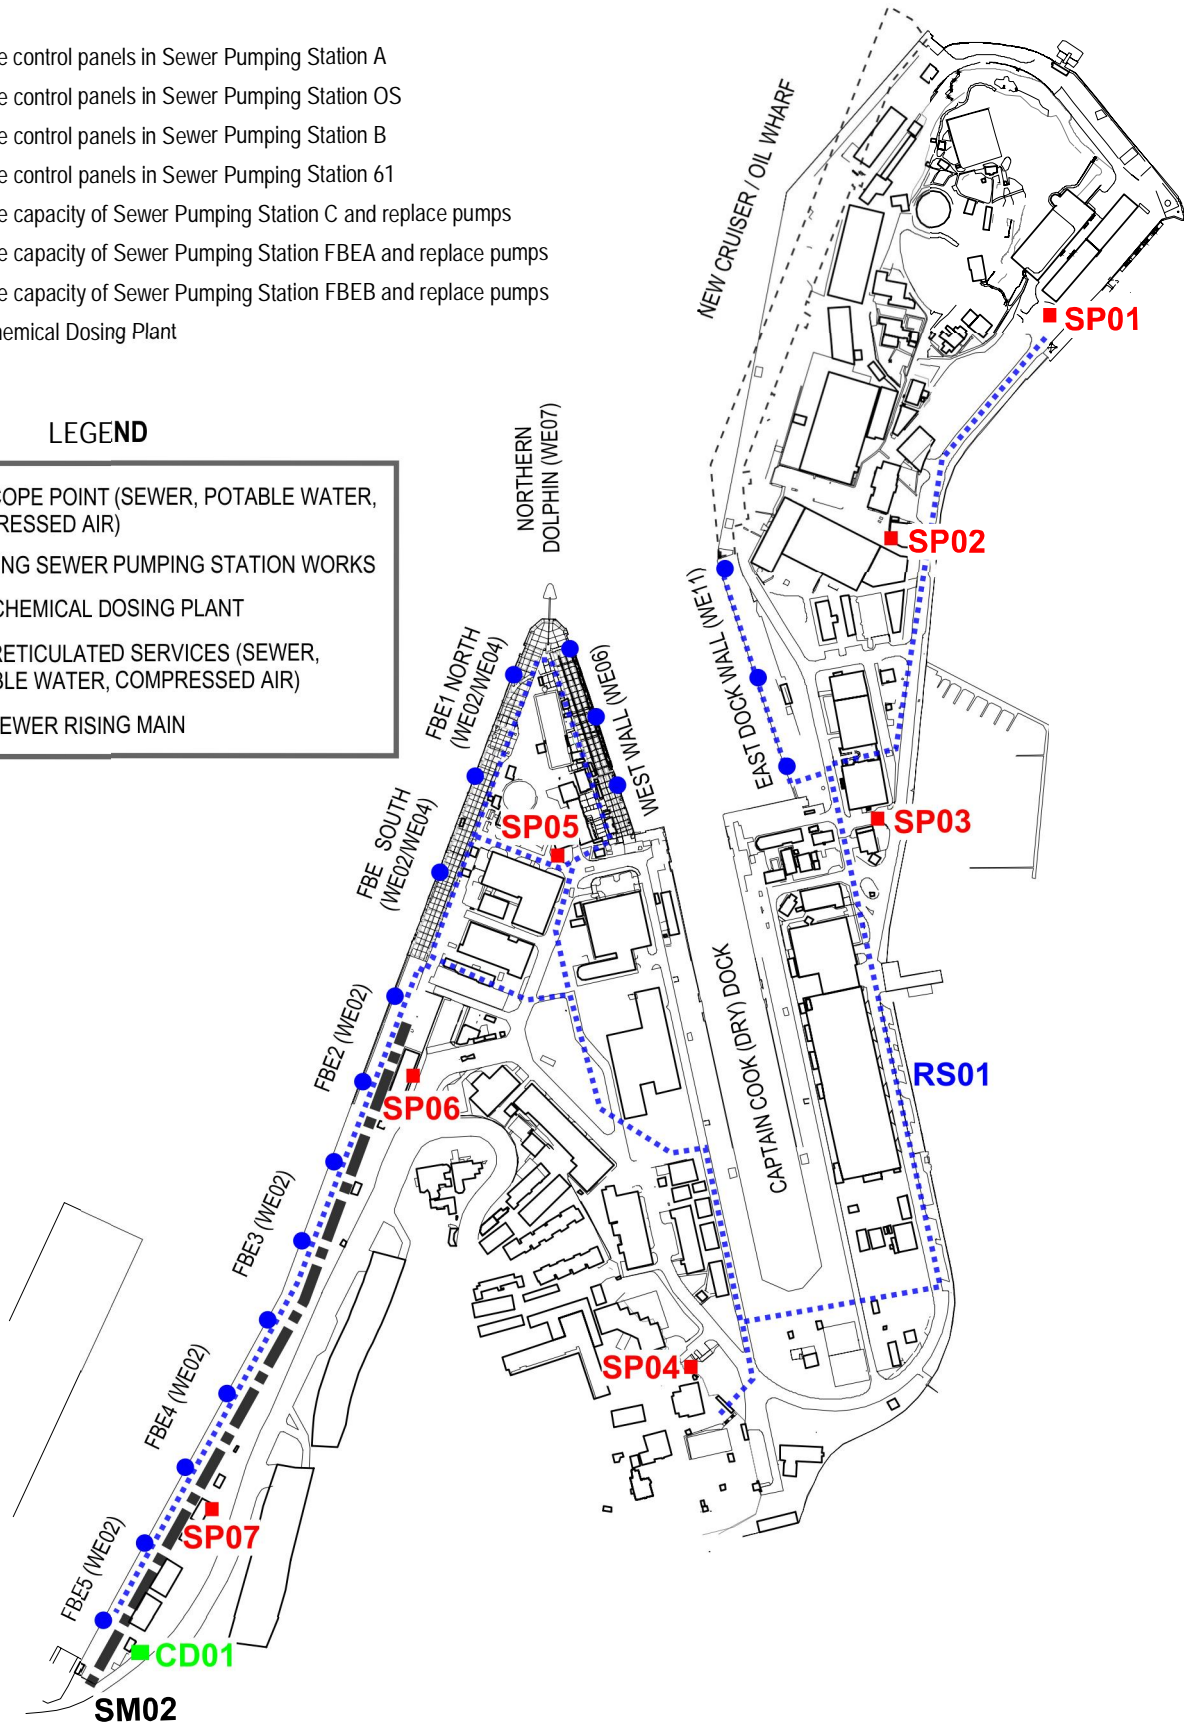 e control panels in Sewer Pumping Station A
e control panels in Sewer Pumping Station OS
e control panels in Sewer Pumping Station B
e control panels in Sewer Pumping Station 61
e capacity of Sewer Pumping Station C and replace pumps
e capacity of Sewer Pumping Station FBEA and replace pumps
e capacity of Sewer Pumping Station FBEB and replace pumps
hemical Dosing Plant
LEGEND
COPE POINT (SEWER, POTABLE WATER,
RESSED AIR)
NG SEWER PUMPING STATION WORKS
CHEMICAL DOSING PLANT
RETICULATED SERVICES (SEWER,
BLE WATER, COMPRESSED AIR)
EWER RISING MAIN
NEW CRUISER / OIL WHARF
SP01
NORTHERN
DOLPHIN (WE07)
SP02
EAST DOCK WALL (WE11)
FBE1 NORTH
(WE02/WE04)
WEST WALL (WE06)
SP03
SP05
FBE SOUTH
(WE02/WE04)
CAPTAIN COOK (DRY) DOCK
FBE2 (WE02)
RS01
SP06
FBE3 (WE02)
SP04
FBE4 (WE02)
SP07
FBE5 (WE02)
CD01
SM02